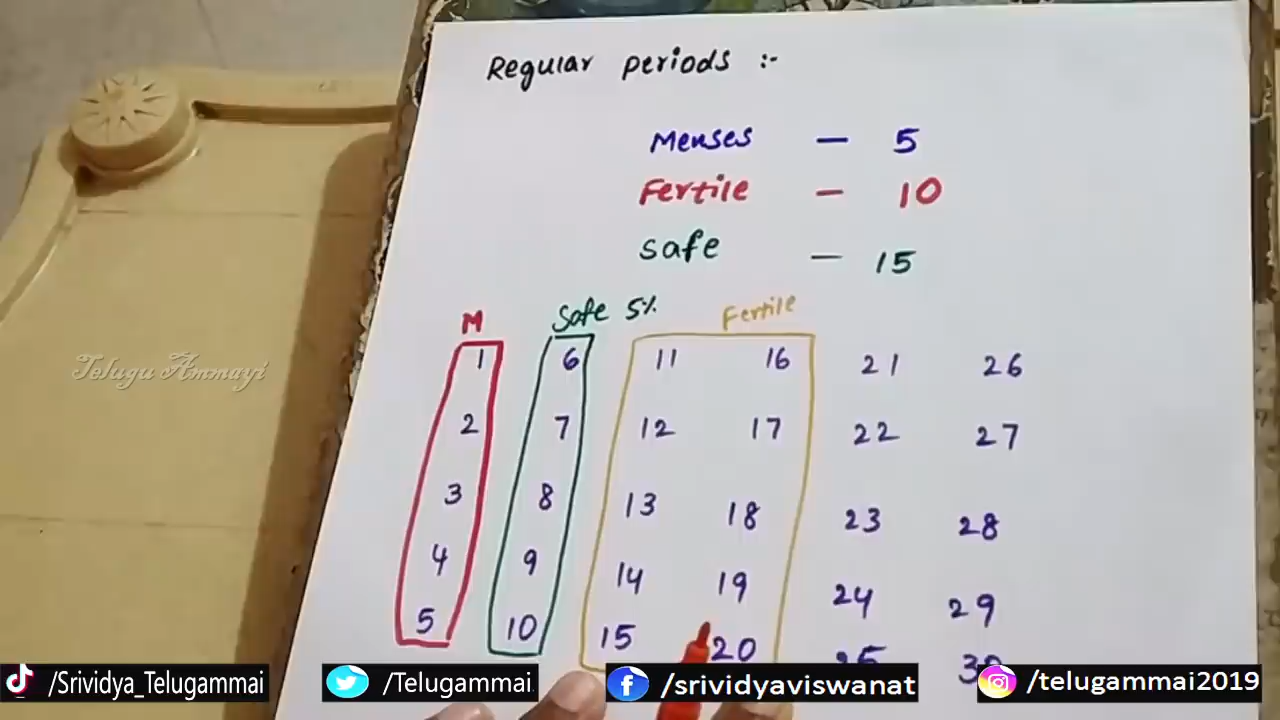 Regular periods :-
Menses — 5
Fertile — 10
Safe — 15
M Safe 5% Fertile
1 6 11 16 21 26
2 7 12 17 22 27
3 8 13 18 23 28
4 9 14 19 24 29
5 10 15 20 25 30
Telugu Ammayi
/Srividya_Telugammai /Telugammai /srividyaviswanat /telugammai2019